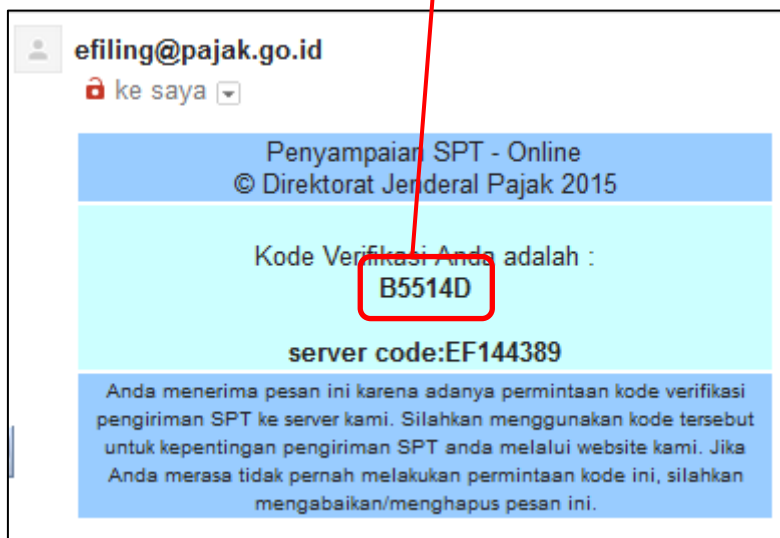 efiling@pajak.go.id
ke saya
Penyampaian SPT - Online
© Direktorat Jenderal Pajak 2015
Kode Verifikasi Anda adalah :
B5514D
server code:EF144389
Anda menerima pesan ini karena adanya permintaan kode verifikasi
pengiriman SPT ke server kami. Silahkan menggunakan kode tersebut
untuk kepentingan pengiriman SPT anda melalui website kami. Jika
Anda merasa tidak pernah melakukan permintaan kode ini, silahkan
mengabaikan/menghapus pesan ini.